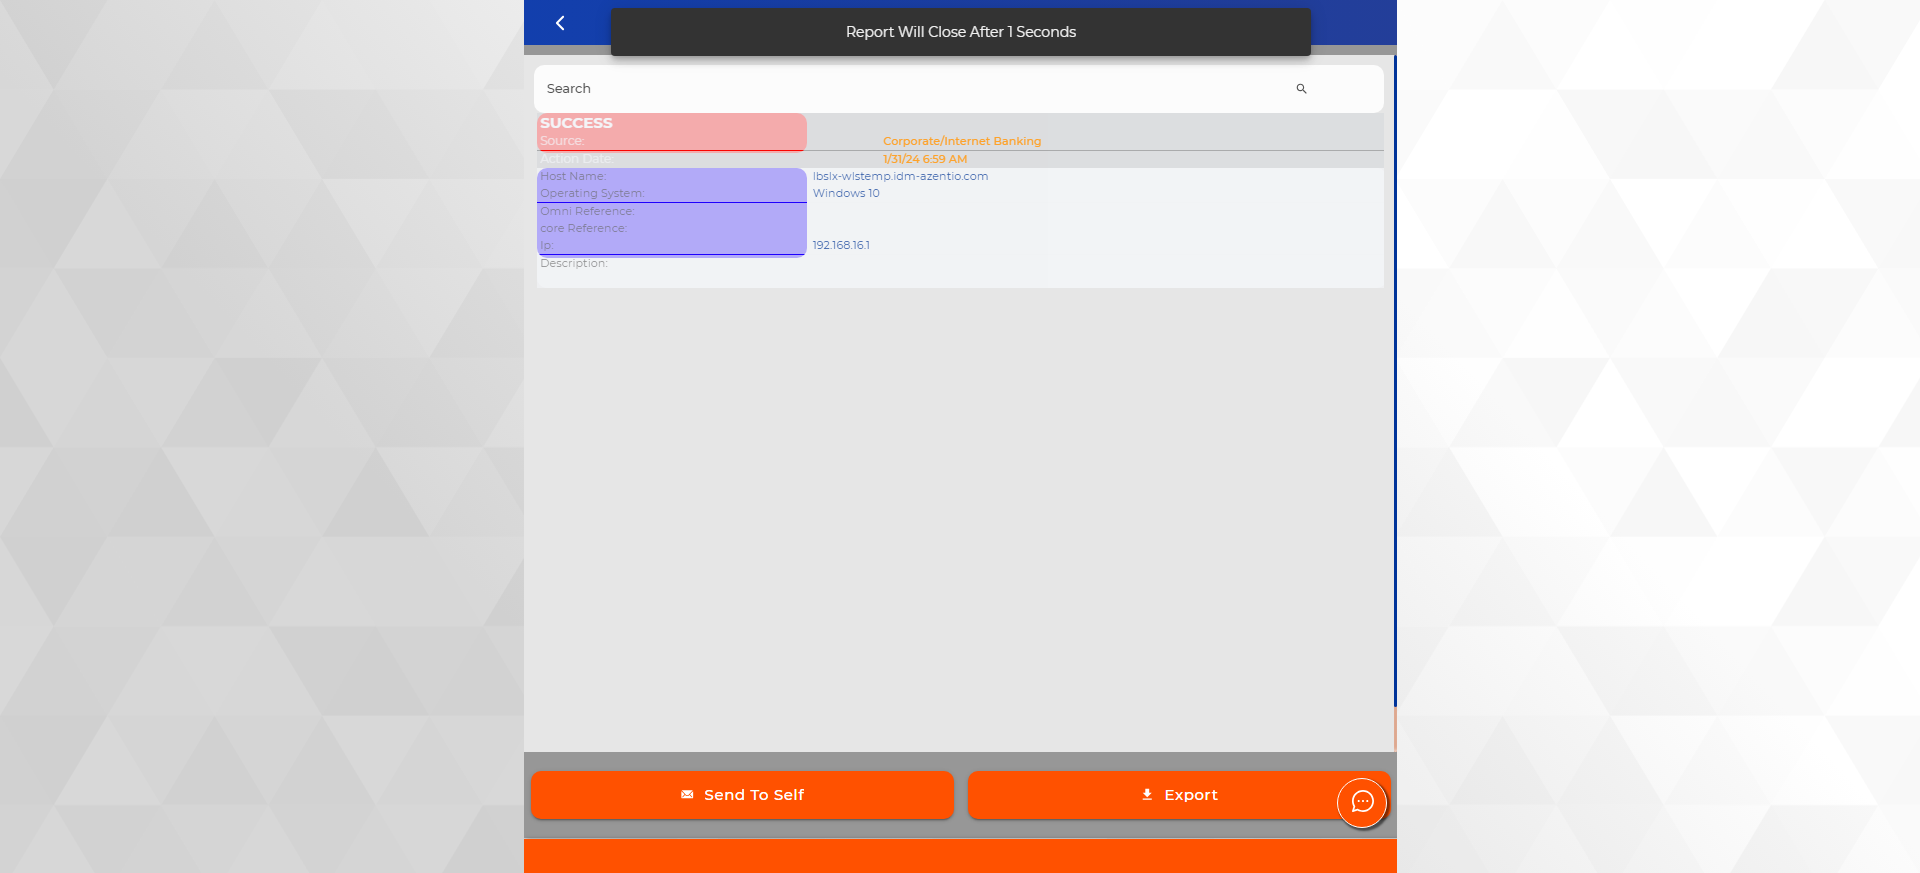 Report Will Close After 1 Seconds
Search
SUCCESS
Source: Corporate/Internet Banking
Action Date: 1/31/24 6:59 AM
Host Name: lbslx-wlstemp.idm-azentio.com
Operating System: Windows 10
Omni Reference:
core Reference:
Ip: 192.168.16.1
Description:
Send To Self
Export